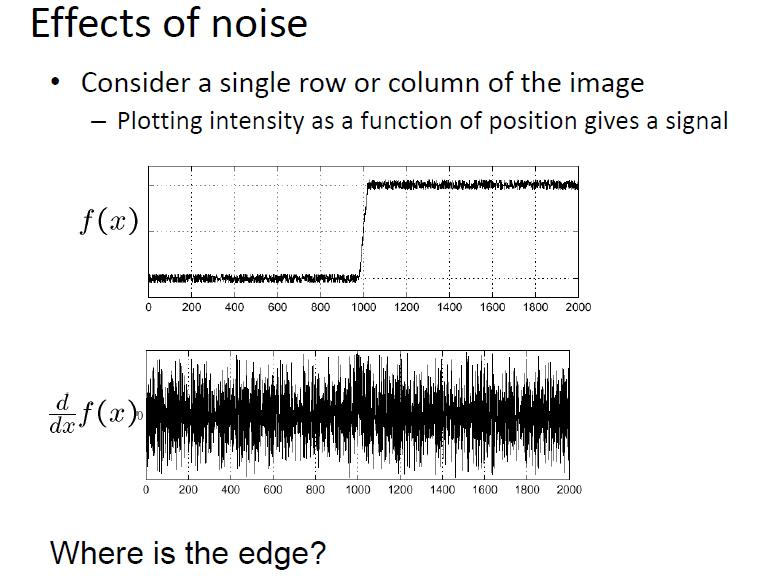 Effects of noise
• Consider a single row or column of the image
– Plotting intensity as a function of position gives a signal
f(x)
0 200 400 600 800 1000 1200 1400 1600 1800 2000
d/dx f(x)
0
0 200 400 600 800 1000 1200 1400 1600 1800 2000
Where is the edge?